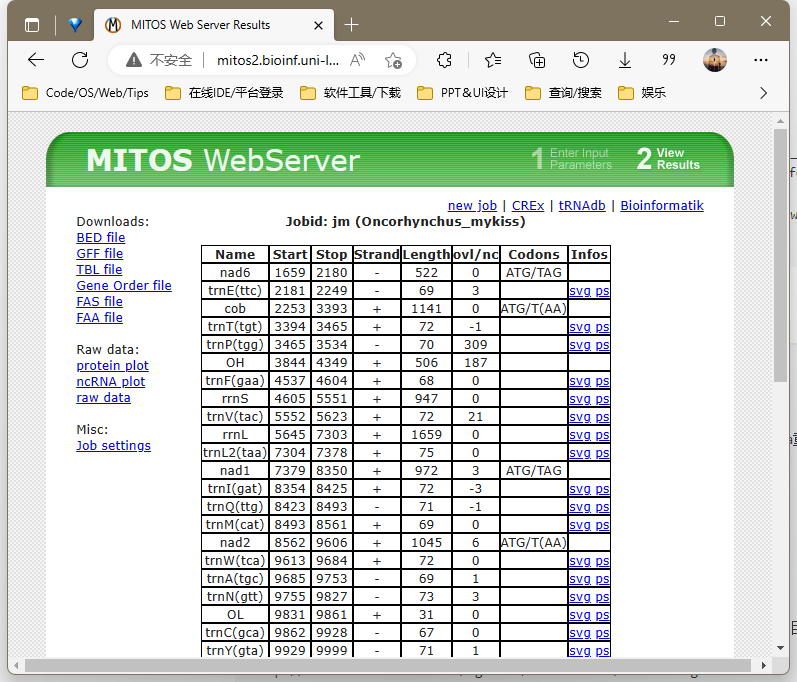 MITOS Web Server Results
不安全
mitos2.bioinf.uni-l...
Code/OS/Web/Tips
在线IDE/平台登录
软件工具/下载
PPT&UI设计
查询/搜索
娱乐
MITOS WebServer
1 Enter Input Parameters
2 View Results
new job | CREx | tRNAdb | Bioinformatik
Jobid: jm (Oncorhynchus_mykiss)
Downloads:
BED file
GFF file
TBL file
Gene Order file
FAS file
FAA file
Raw data:
protein plot
ncRNA plot
raw data
Misc:
Job settings
Name Start Stop Strand Length ovl/nc Codons Infos
nad6 1659 2180 - 522 0 ATG/TAG
trnE(ttc) 2181 2249 - 69 3 svg ps
cob 2253 3393 + 1141 0 ATG/T(AA)
trnT(tgt) 3394 3465 + 72 -1 svg ps
trnP(tgg) 3465 3534 - 70 309 svg ps
OH 3844 4349 + 506 187
trnF(gaa) 4537 4604 + 68 0 svg ps
rrnS 4605 5551 + 947 0 svg ps
trnV(tac) 5552 5623 + 72 21 svg ps
rrnL 5645 7303 + 1659 0 svg ps
trnL2(taa) 7304 7378 + 75 0 svg ps
nad1 7379 8350 + 972 3 ATG/TAG
trnI(gat) 8354 8425 + 72 -3 svg ps
trnQ(ttg) 8423 8493 - 71 -1 svg ps
trnM(cat) 8493 8561 + 69 0 svg ps
nad2 8562 9606 + 1045 6 ATG/T(AA)
trnW(tca) 9613 9684 + 72 0 svg ps
trnA(tgc) 9685 9753 - 69 1 svg ps
trnN(gtt) 9755 9827 - 73 3 svg ps
OL 9831 9861 + 31 0 svg ps
trnC(gca) 9862 9928 - 67 0 svg ps
trnY(gta) 9929 9999 - 71 1 svg ps